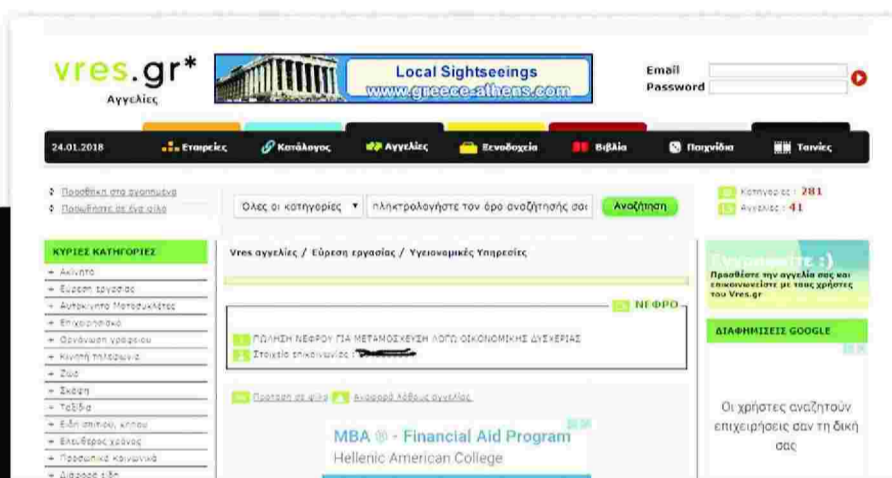 vres.gr*
Αγγελίες
Local Sightseeings
www.greece-athens.com
Email
Password
24.01.2018
Εταιρείες
Κατάλογος
Αγγελίες
Ξενοδοχεία
Βιβλία
Παιχνίδια
Ταινίες
Προσθήκη στα αγαπημένα
Προωθήστε σε ένα φίλο
Όλες οι κατηγορίες
πληκτρολογήστε τον όρο αναζήτησής σας
Αναζήτηση
Κατηγορίες : 281
Αγγελίες : 41
ΚΥΡΙΕΣ ΚΑΤΗΓΟΡΙΕΣ
Ακίνητα
Εύρεση εργασίας
Αυτοκίνητα Μοτοσυκλέτες
Επιχειρησιακά
Οργάνωση γραφείου
Κινητή τηλεφωνία
Ζώα
Σκάφη
Ταξίδια
Είδη σπιτιού, κήπου
Ελεύθερος χρόνος
Προσωπικά Κοινωνικά
Διάφορα είδη
Vres αγγελίες / Εύρεση εργασίας / Υγειονομικές Υπηρεσίες
ΝΕΦΡΟ
ΠΩΛΗΣΗ ΝΕΦΡΟΥ ΓΙΑ ΜΕΤΑΜΟΣΧΕΥΣΗ ΛΟΓΩ ΟΙΚΟΝΟΜΙΚΗΣ ΔΥΣΧΕΡΙΑΣ
Στοιχεία επικοινωνίας :
Πρόταση σε φίλο
Αναφορά λάθους αγγελίας
MBA ® - Financial Aid Program
Hellenic American College
Προσθέστε την αγγελία σας και
επικοινωνείστε με τους χρήστες
του Vres.gr
ΔΙΑΦΗΜΙΣΕΙΣ GOOGLE
Οι χρήστες αναζητούν
επιχειρήσεις σαν τη δική
σας